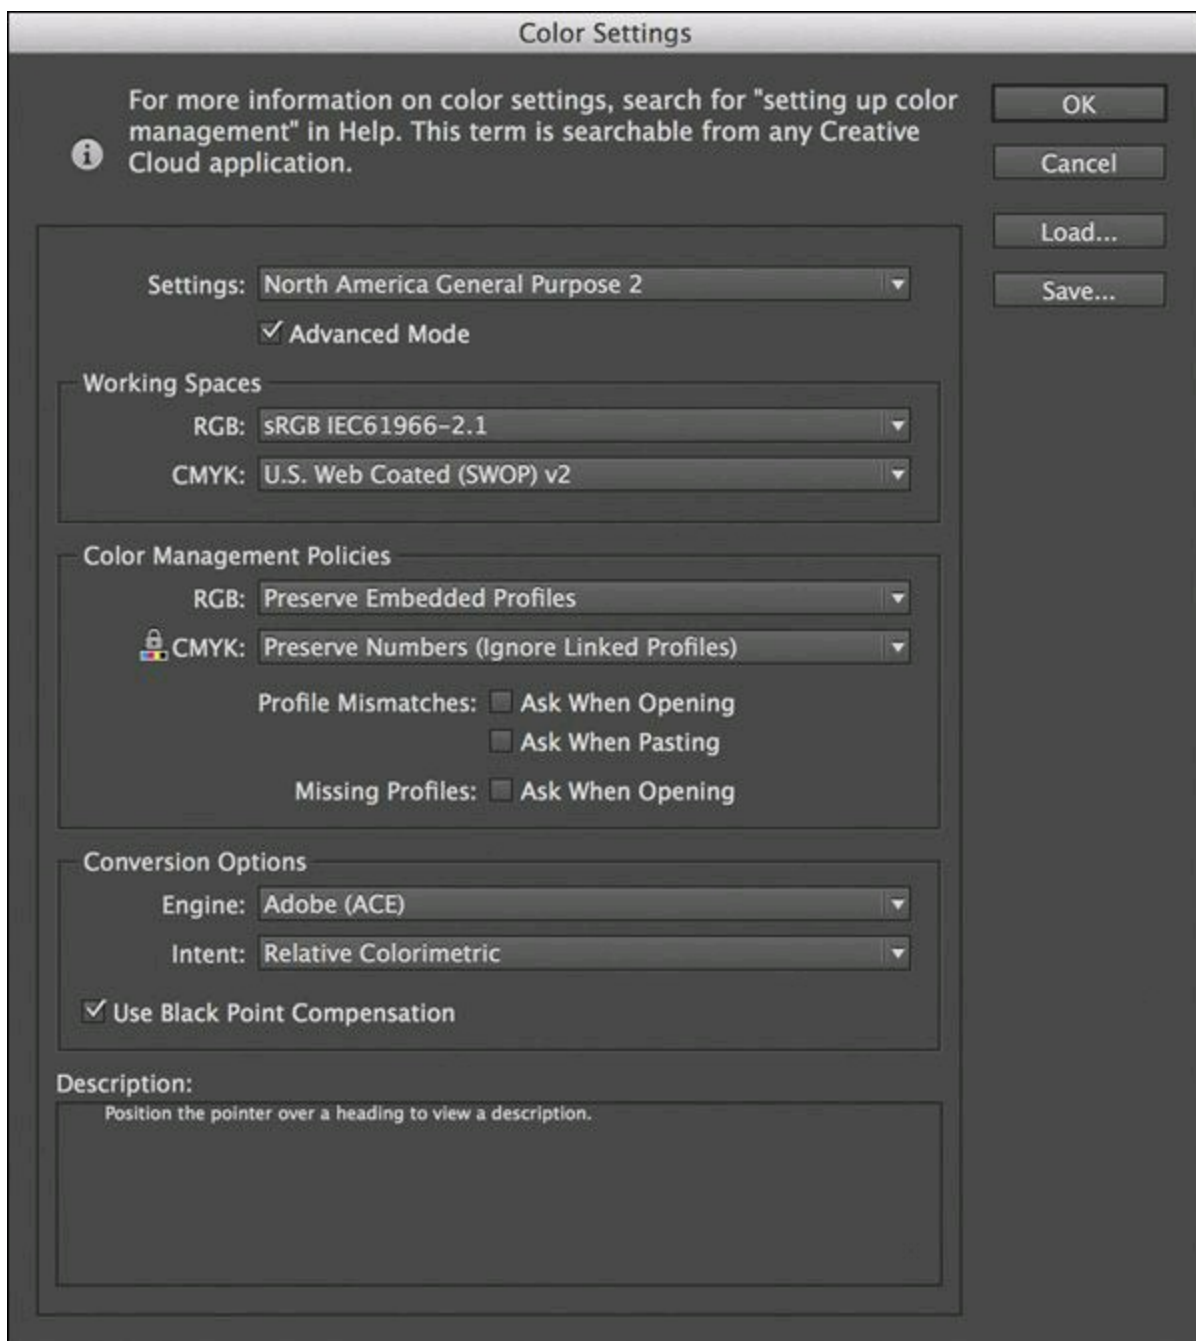 Color Settings
For more information on color settings, search for "setting up color
management" in Help. This term is searchable from any Creative
Cloud application.
OK
Cancel
Load...
Save...
Settings: North America General Purpose 2
Advanced Mode
Working Spaces
RGB: sRGB IEC61966-2.1
CMYK: U.S. Web Coated (SWOP) v2
Color Management Policies
RGB: Preserve Embedded Profiles
CMYK: Preserve Numbers (Ignore Linked Profiles)
Profile Mismatches: Ask When Opening
Ask When Pasting
Missing Profiles: Ask When Opening
Conversion Options
Engine: Adobe (ACE)
Intent: Relative Colorimetric
Use Black Point Compensation
Description:
Position the pointer over a heading to view a description.